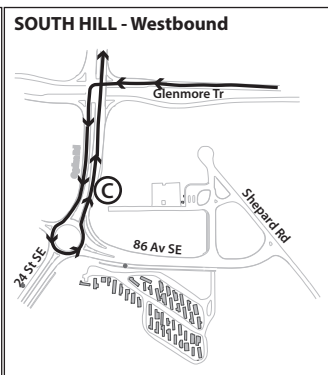 SOUTH HILL - Westbound
Glenmore Tr
C
Shepard Rd
86 Av SE
24 St SE